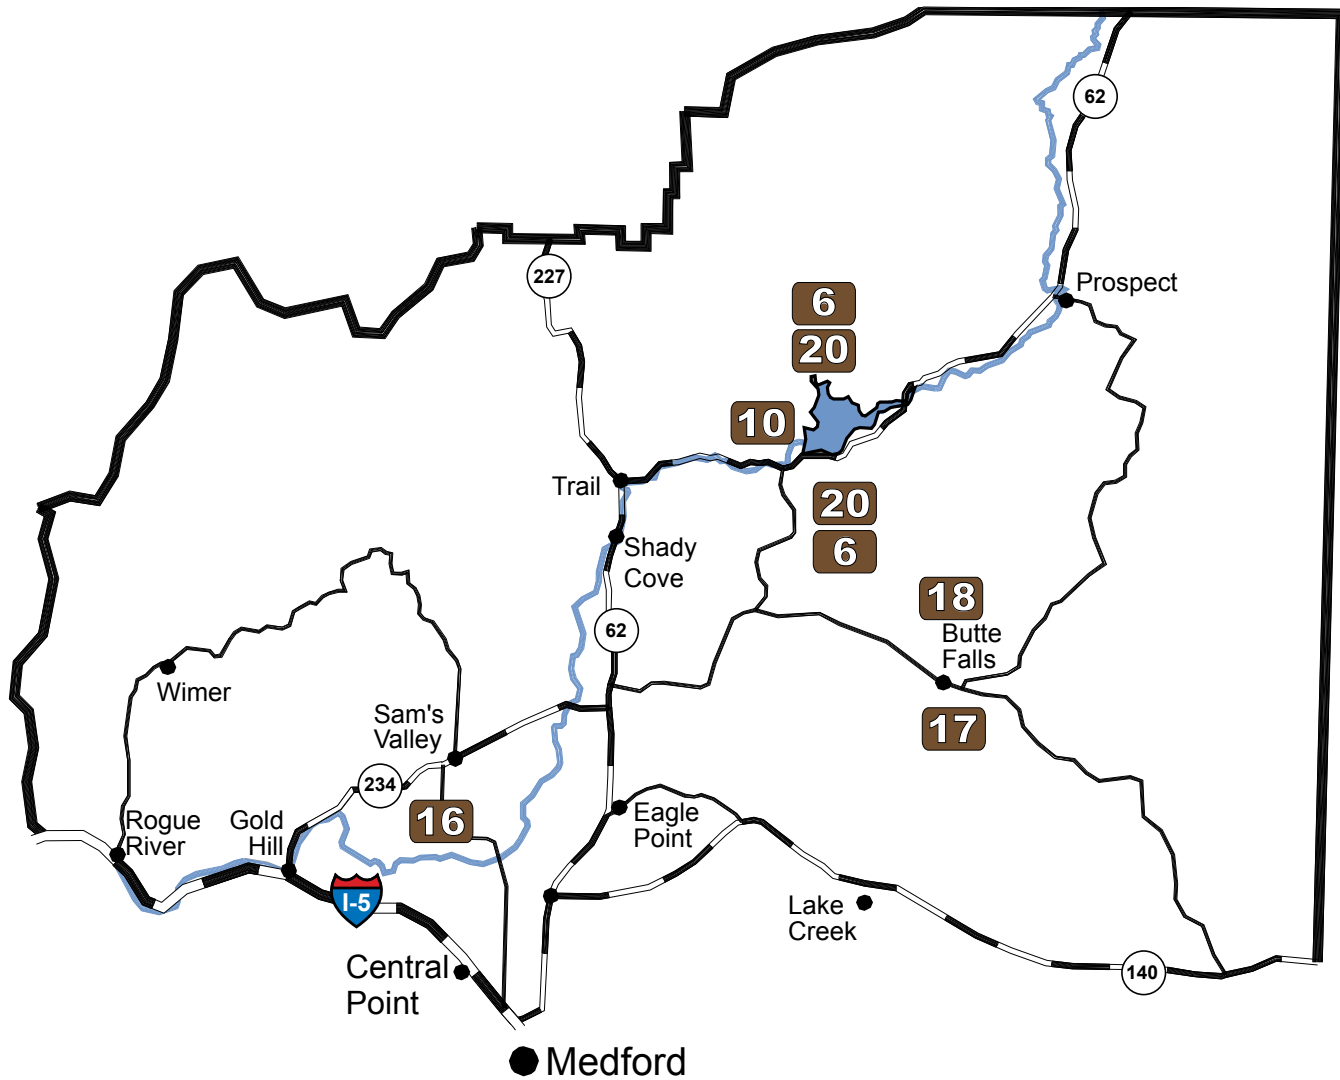 62
227
Prospect
6
20
10
Trail
20
6
Shady
Cove
18
62
Butte
Falls
Wimer
Sam's
Valley
17
234
16
Rogue
River
Gold
Hill
Eagle
Point
I-5
Lake
Creek
Central
Point
140
Medford